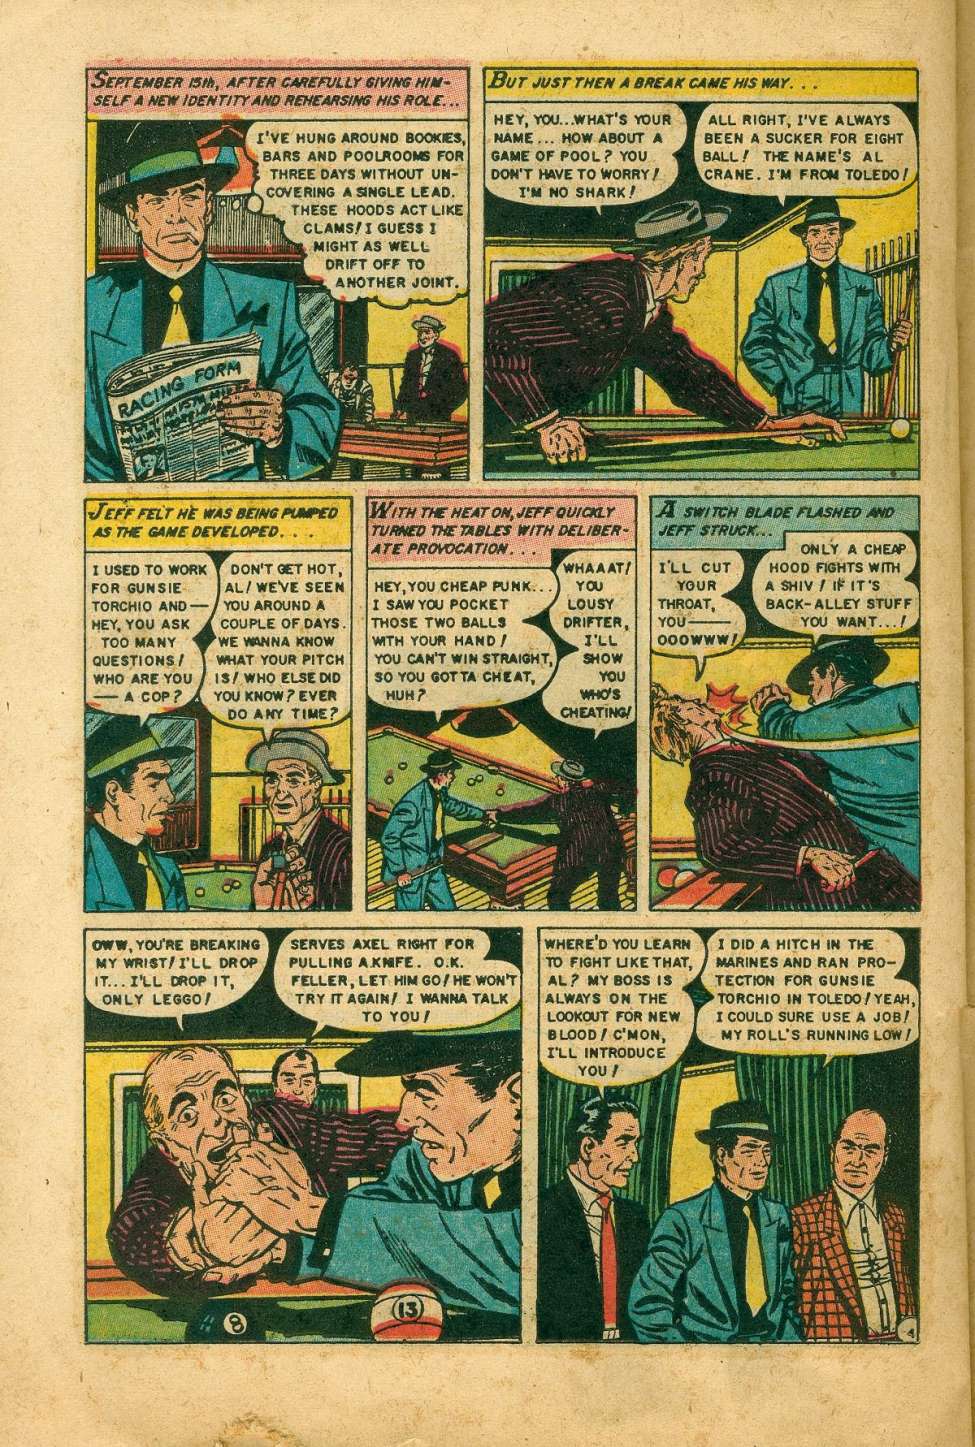 SEPTEMBER 15th, AFTER CAREFULLY GIVING HIM-
SELF A NEW IDENTITY AND REHEARSING HIS ROLE...
I'VE HUNG AROUND BOOKIES,
BARS AND POOLROOMS FOR
THREE DAYS WITHOUT UN-
COVERING A SINGLE LEAD.
THESE HOODS ACT LIKE
CLAMS! I GUESS I
MIGHT AS WELL
DRIFT OFF TO
ANOTHER JOINT.
RACING FORM
BUT JUST THEN A BREAK CAME HIS WAY...
HEY, YOU...WHAT'S YOUR
NAME... HOW ABOUT A
GAME OF POOL? YOU
DON'T HAVE TO WORRY!
I'M NO SHARK!
ALL RIGHT, I'VE ALWAYS
BEEN A SUCKER FOR EIGHT
BALL! THE NAME'S AL
CRANE. I'M FROM TOLEDO!
JEFF FELT HE WAS BEING PUMPED
AS THE GAME DEVELOPED....
I USED TO WORK
FOR GUNSIE
TORCHIO AND—
HEY, YOU ASK
TOO MANY
QUESTIONS!
WHO ARE YOU
— A COP?
DON'T GET HOT,
AL! WE'VE SEEN
YOU AROUND A
COUPLE OF DAYS.
WE WANNA KNOW
WHAT YOUR PITCH
IS! WHO ELSE DID
YOU KNOW? EVER
DO ANY TIME?
WITH THE HEAT ON, JEFF QUICKLY
TURNED THE TABLES WITH DELIBER-
ATE PROVOCATION...
HEY, YOU CHEAP PUNK...
I SAW YOU POCKET
THOSE TWO BALLS
WTH YOUR HAND!
YOU CAN'T WIN STRAIGHT,
SO YOU GOTTA CHEAT,
HUH?
WHAAAT!
YOU
LOUSY
DRIFTER,
I'LL
SHOW
YOU
WHO'S
CHEATING!
A SWITCH BLADE FLASHED AND
JEFF STRUCK...
I'LL CUT
YOUR
THROAT,
YOU——
OOOWWW!
ONLY A CHEAP
HOOD FIGHTS WITH
A SHIV! IF IT'S
BACK-ALLEY STUFF
YOU WANT...!
OWW, YOU'RE BREAKING
MY WRIST! I'LL DROP
IT... I'LL DROP IT,
ONLY LEGGO!
SERVES AXEL RIGHT FOR
PULLING A KNIFE. O.K.
FELLER, LET HIM GO! HE WON'T
TRY IT AGAIN! I WANNA TALK
TO YOU!
8
13
WHERE'D YOU LEARN
TO FIGHT LIKE THAT,
AL? MY BOSS IS
ALWAYS ON THE
LOOKOUT FOR NEW
BLOOD! C'MON,
I'LL INTRODUCE
YOU!
I DID A HITCH IN THE
MARINES AND RAN PRO-
TECTION FOR GUNSIE
TORCHIO IN TOLEDO! YEAH,
I COULD SURE USE A JOB!
MY ROLL'S RUNNING LOW!
4